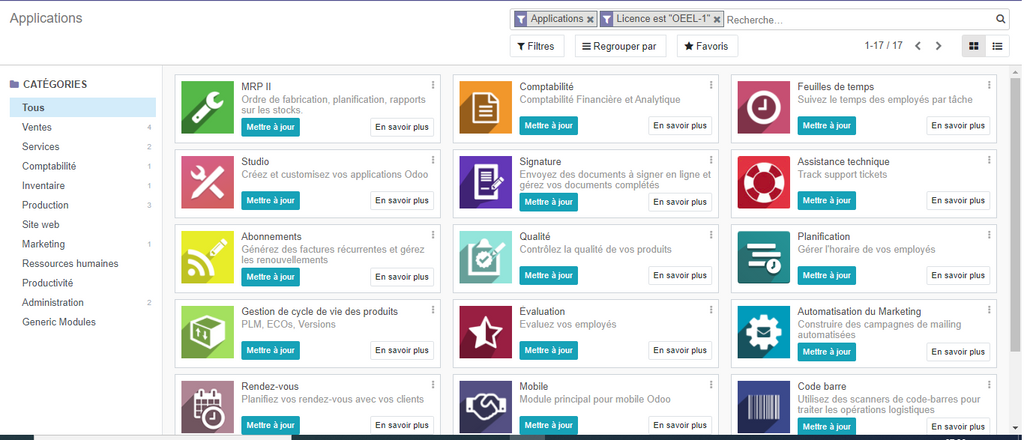 Applications
Applications × Licence est "OEEL-1" × Recherche...
Filtres Regrouper par Favoris 1-17 / 17
CATÉGORIES
Tous
Ventes 4
Services 2
Comptabilité 1
Inventaire 1
Production 3
Site web
Marketing 1
Ressources humaines
Productivité
Administration 2
Generic Modules
MRP II
Ordre de fabrication, planification, rapports
sur les stocks.
Mettre à jour En savoir plus
Comptabilité
Comptabilité Financière et Analytique
Mettre à jour En savoir plus
Feuilles de temps
Suivez le temps des employés par tâche
Mettre à jour En savoir plus
Studio
Créez et customisez vos applications Odoo
Mettre à jour En savoir plus
Signature
Envoyez des documents à signer en ligne et
gérez vos documents complétés
Mettre à jour En savoir plus
Assistance technique
Track support tickets
Mettre à jour En savoir plus
Abonnements
Générez des factures récurrentes et gérez
les renouvellements
Mettre à jour En savoir plus
Qualité
Contrôlez la qualité de vos produits
Mettre à jour En savoir plus
Planification
Gérer l'horaire de vos employés
Mettre à jour En savoir plus
Gestion de cycle de vie des produits
PLM, ECOs, Versions
Mettre à jour En savoir plus
Évaluation
Evaluez vos employés
Mettre à jour En savoir plus
Automatisation du Marketing
Construire des campagnes de mailing
automatisées
Mettre à jour En savoir plus
Rendez-vous
Planifiez vos rendez-vous avec vos clients
Mettre à jour En savoir plus
Mobile
Module principal pour mobile Odoo
Mettre à jour En savoir plus
Code barre
Utilisez des scanners de code-barres pour
traiter les opérations logistiques
Mettre à jour En savoir plus